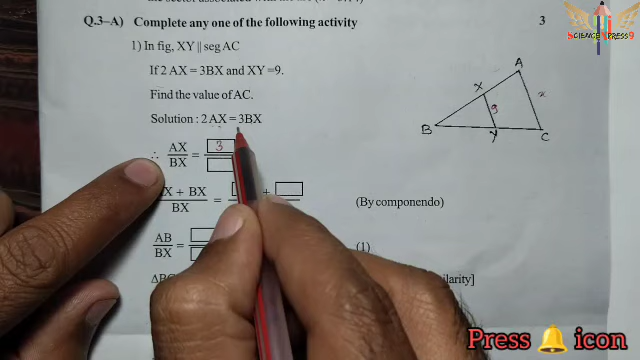 Q.3-A) Complete any one of the following activity 3
1) In fig, XY || seg AC
If 2 AX = 3BX and XY =9.
Find the value of AC.
Solution : 2 AX = 3BX
∴ AX/BX = 3
X + BX/BX = + (By componendo)
AB/BX = (1)
SCIENCE XPRESS9
A
X
9
x
B
Y
C
Press 🔔 icon